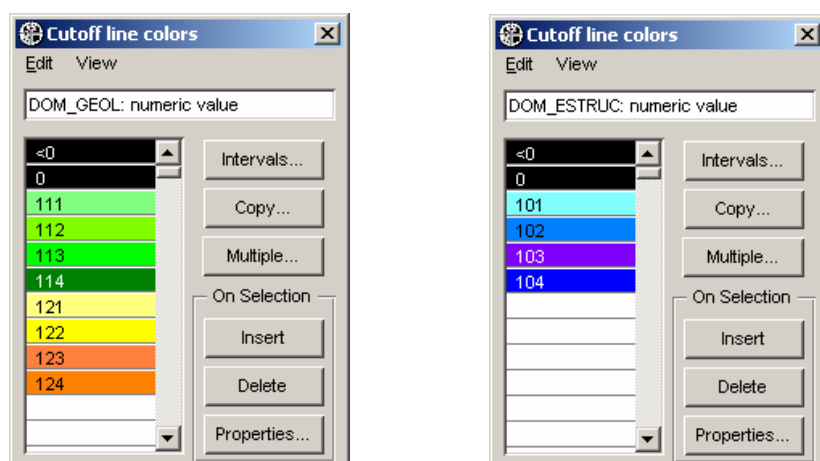 Cutoff line colors
Edit View
DOM_GEOL: numeric value
<0
0
111
112
113
114
121
122
123
124
Intervals...
Copy...
Multiple...
On Selection
Insert
Delete
Properties...
Cutoff line colors
Edit View
DOM_ESTRUC: numeric value
<0
0
101
102
103
104
Intervals...
Copy...
Multiple...
On Selection
Insert
Delete
Properties...